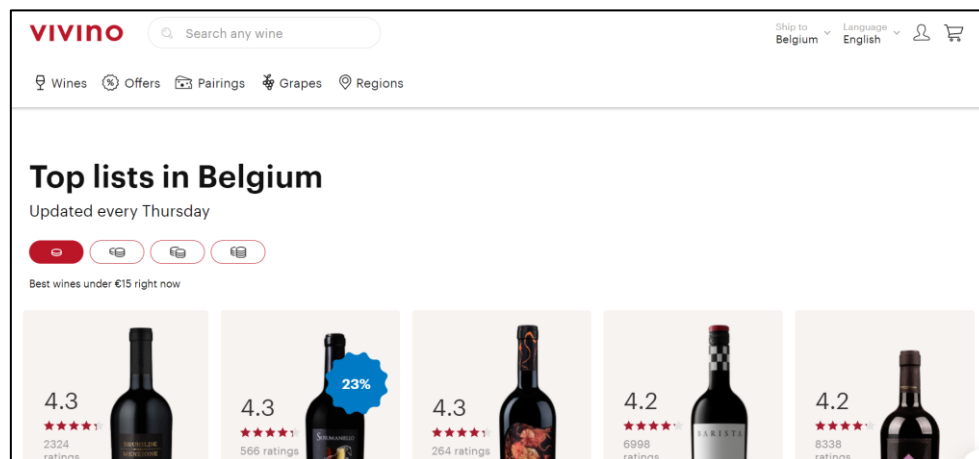 VIVINO
Search any wine
Ship to
Belgium
Language
English
Wines
Offers
Pairings
Grapes
Regions
Top lists in Belgium
Updated every Thursday
Best wines under €15 right now
4.3
2324
ratings
4.3
566 ratings
23%
4.3
264 ratings
4.2
6998
ratings
BARISTA
4.2
8338
ratings